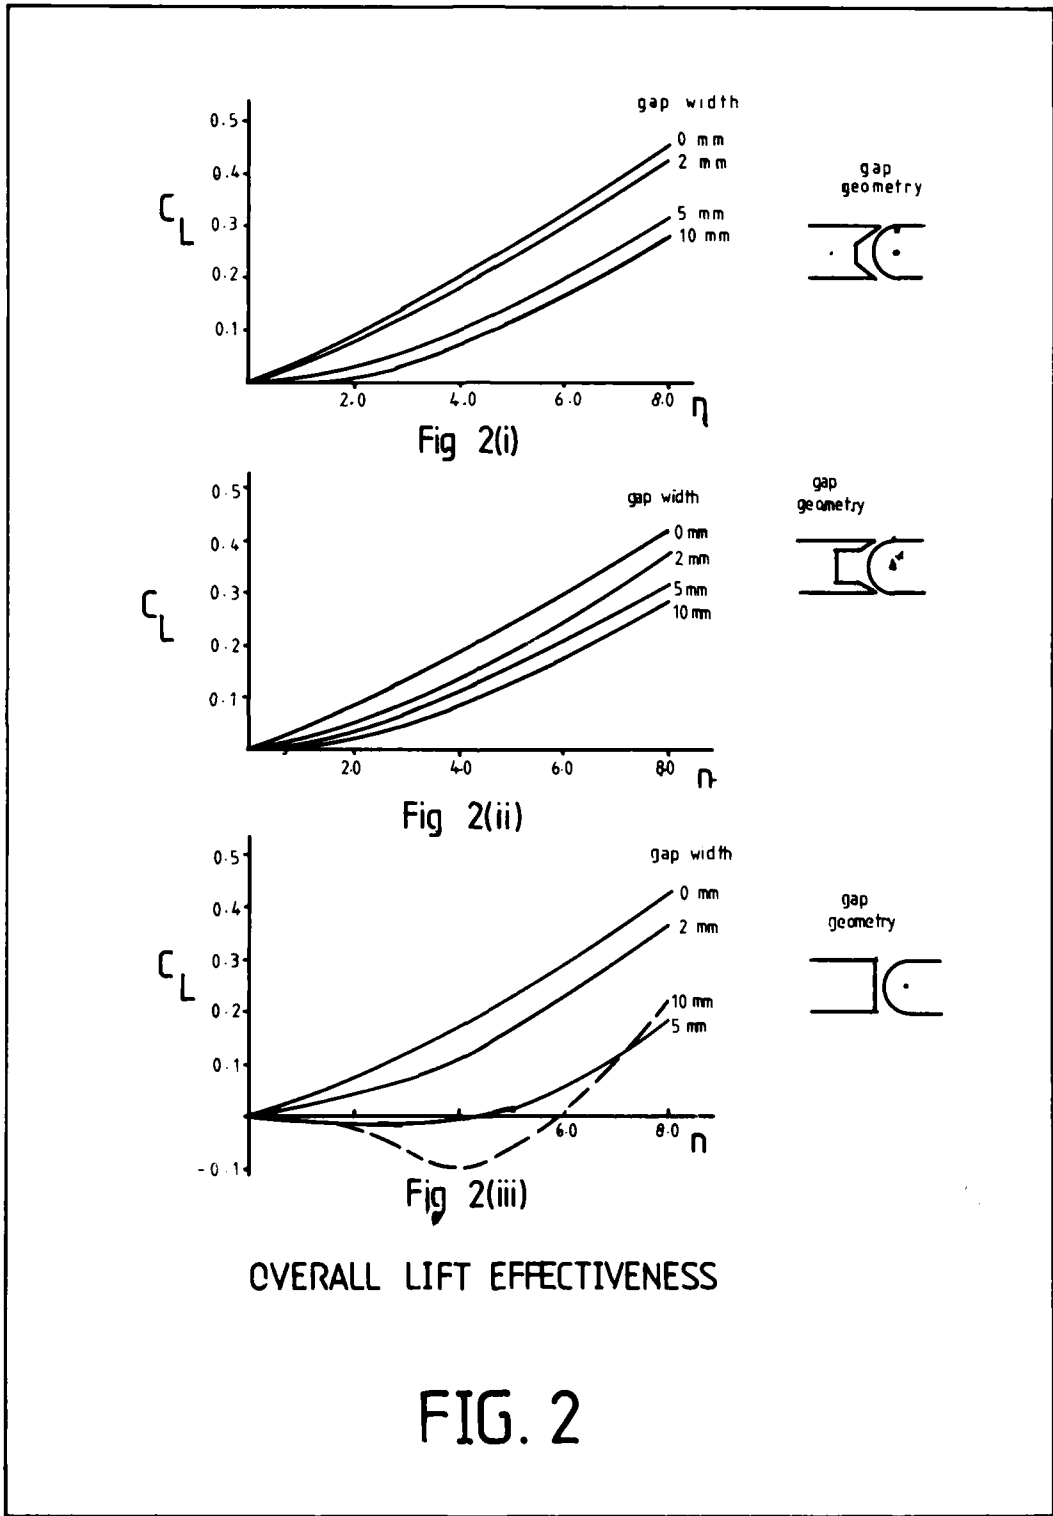 gap width
0.5
0 mm
0.4
2 mm
gap
geometry
C L
0.3
5 mm
10 mm
0.2
0.1
2.0 4.0 6.0 8.0 η
Fig 2(i)
gap
geometry
0.5
gap width
0.4
0 mm
2 mm
0.3
5 mm
C L
10 mm
0.2
0.1
2.0 4.0 6.0 8.0 η
Fig 2(ii)
0.5
gap width
0.4
0 mm
2 mm
gap
geometry
0.3
C L
0.2
10 mm
5 mm
0.1
6.0 8.0 η
-0.1
Fig 2(iii)
OVERALL LIFT EFFECTIVENESS
FIG. 2